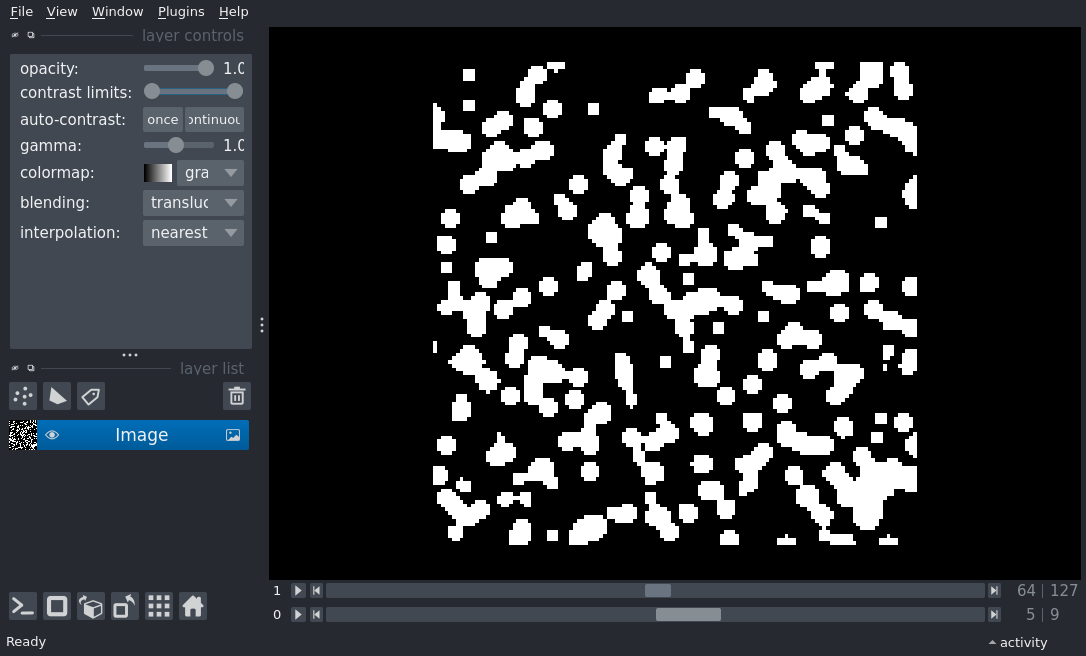 File View Window Plugins Help
layer controls
opacity: 1.0
contrast limits:
auto-contrast: once ontinuou
gamma: 1.0
colormap: gra
blending: transluc
interpolation: nearest
layer list
Image
1 64 | 127
0 5 | 9
Ready activity